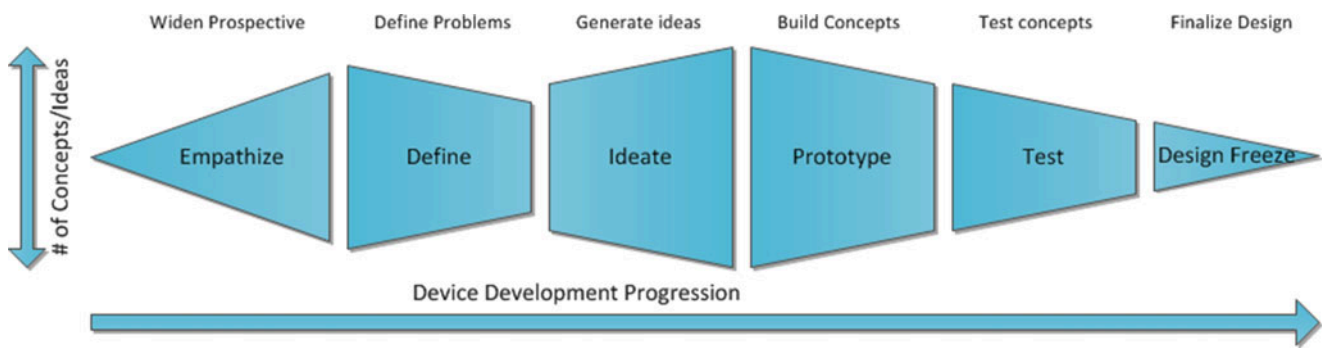 Widen Prospective
Define Problems
Generate ideas
Build Concepts
Test concepts
Finalize Design
# of Concepts/Ideas
Empathize
Define
Ideate
Prototype
Test
Design Freeze
Device Development Progression